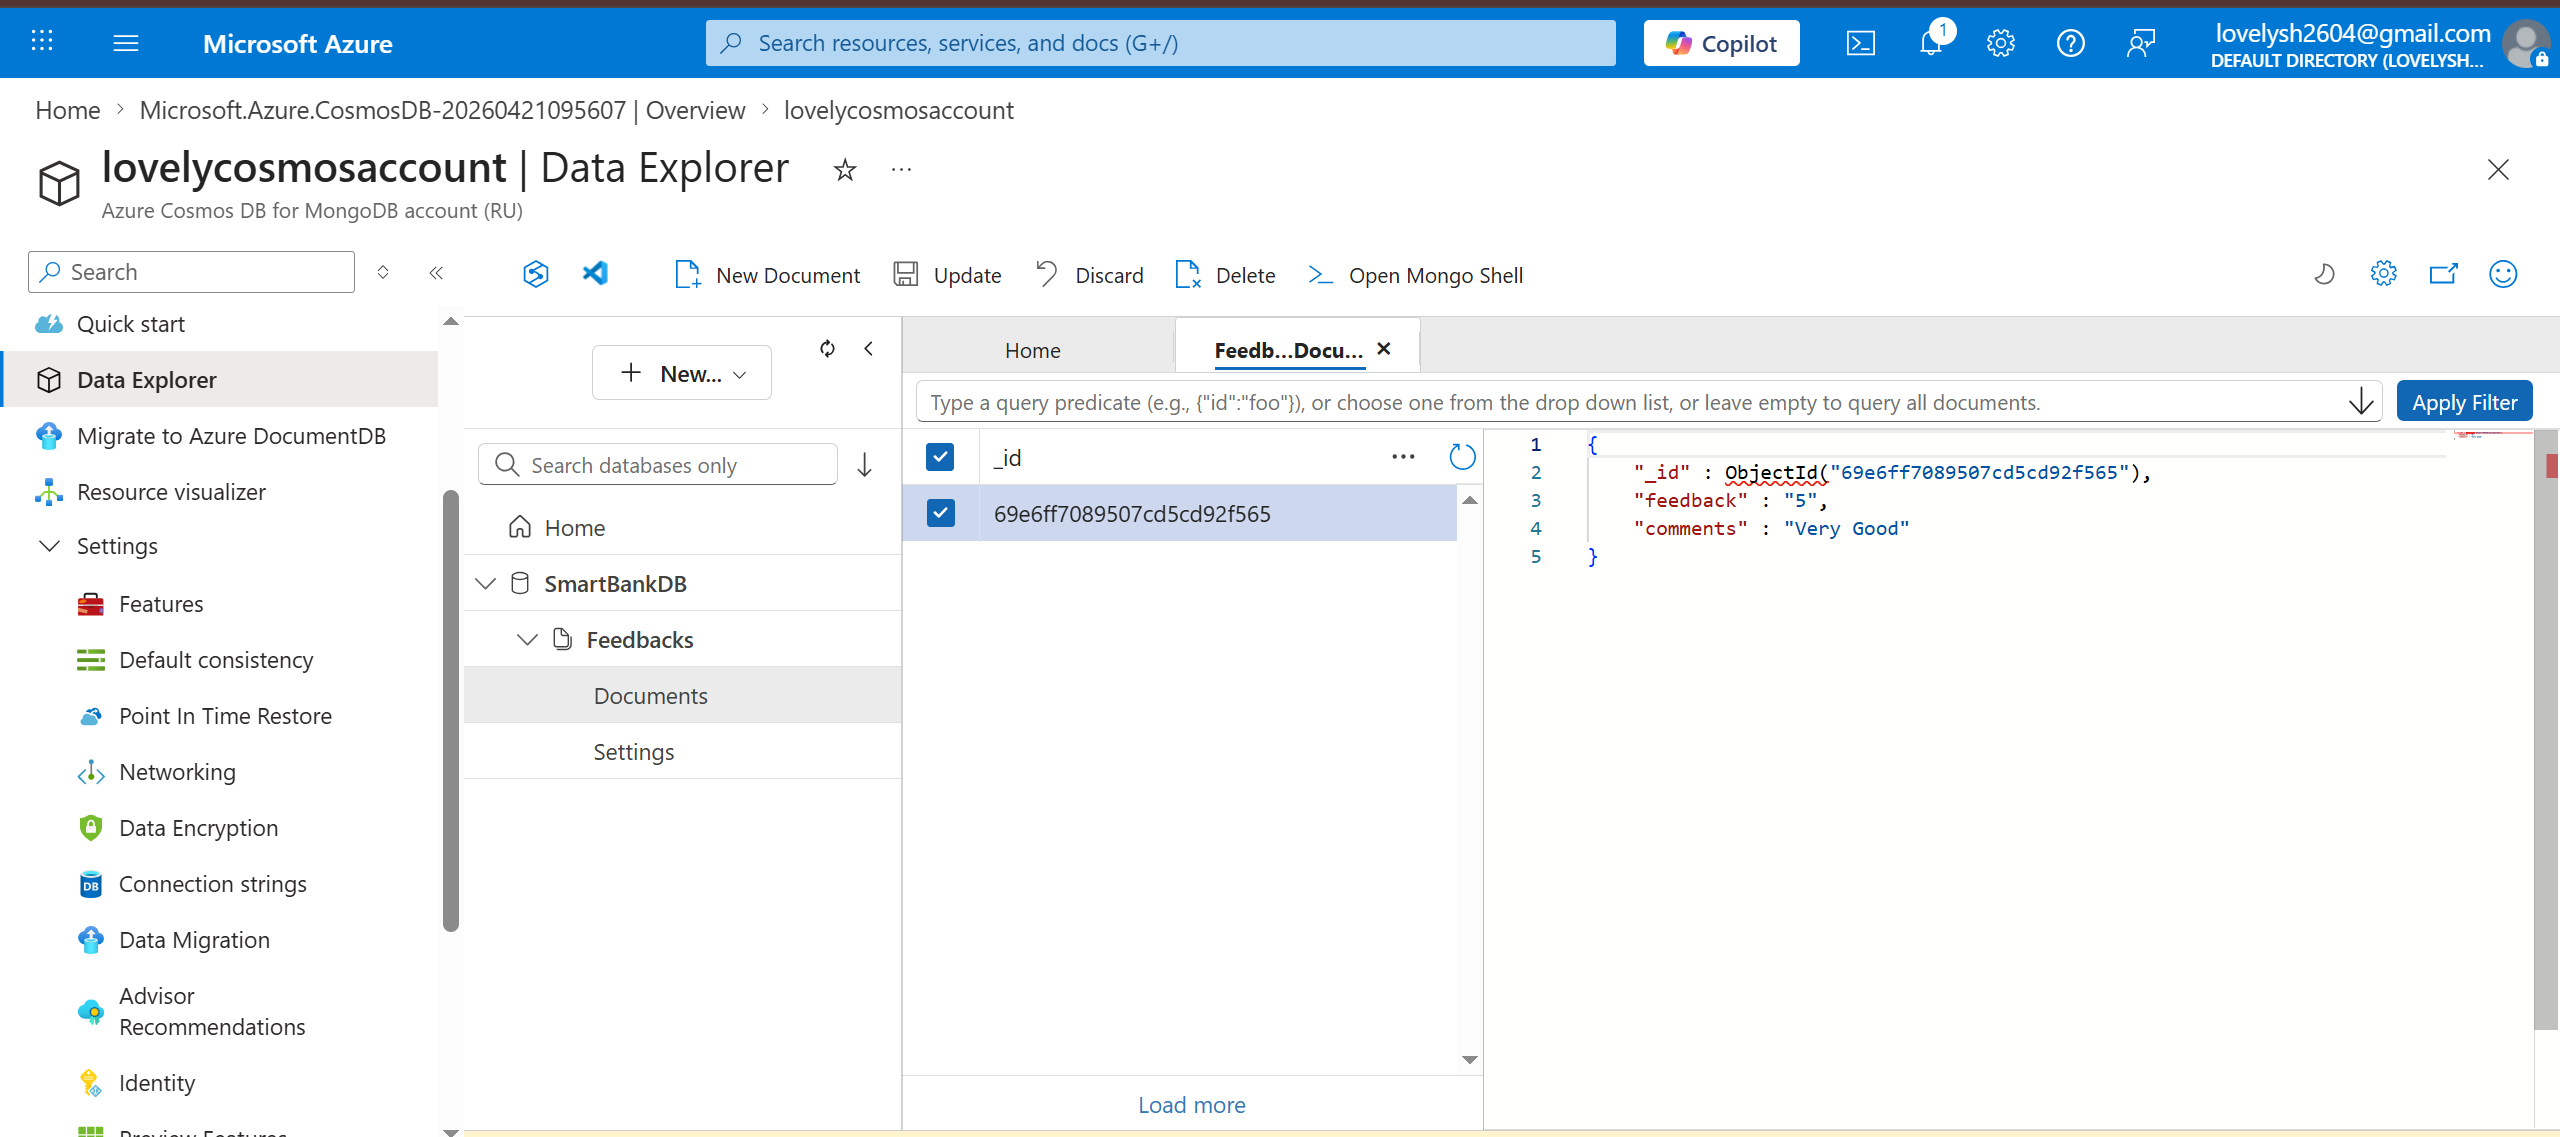 Microsoft Azure
Search resources, services, and docs (G+/)
Copilot
1
lovelysh2604@gmail.com
DEFAULT DIRECTORY (LOVELYSH...
Home > Microsoft.Azure.CosmosDB-20260421095607 | Overview > lovelycosmosaccount
lovelycosmosaccount | Data Explorer
Azure Cosmos DB for MongoDB account (RU)
Search
New Document
Update
Discard
Delete
Open Mongo Shell
Quick start
Data Explorer
Migrate to Azure DocumentDB
Resource visualizer
Settings
Features
Default consistency
Point In Time Restore
Networking
Data Encryption
Connection strings
Data Migration
Advisor
Recommendations
Identity
Preview Features
New...
Search databases only
Home
SmartBankDB
Feedbacks
Documents
Settings
Home
Feedb...Docu...
Type a query predicate (e.g., {"id":"foo"}), or choose one from the drop down list, or leave empty to query all documents.
Apply Filter
_id
69e6ff7089507cd5cd92f565
Load more
1 {
2 "_id" : ObjectId("69e6ff7089507cd5cd92f565"),
3 "feedback" : "5",
4 "comments" : "Very Good"
5 }